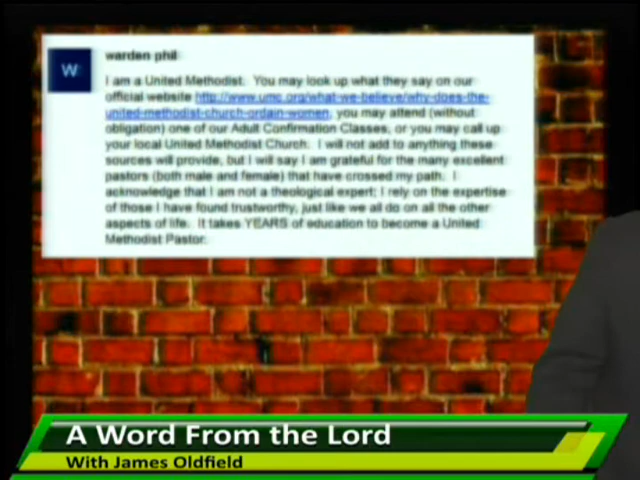 W
warden phil
I am a United Methodist. You may look up what they say on our
official website http://www.umc.org/what-we-believe/why-does-the-
united-methodist-church-ordain-women, you may attend (without
obligation) one of our Adult Confirmation Classes, or you may call up
your local United Methodist Church. I will not add to anything these
sources will provide, but I will say I am grateful for the many excellent
pastors (both male and female) that have crossed my path. I
acknowledge that I am not a theological expert; I rely on the expertise
of those I have found trustworthy, just like we all do on all the other
aspects of life. It takes YEARS of education to become a United
Methodist Pastor.
A Word From the Lord
With James Oldfield